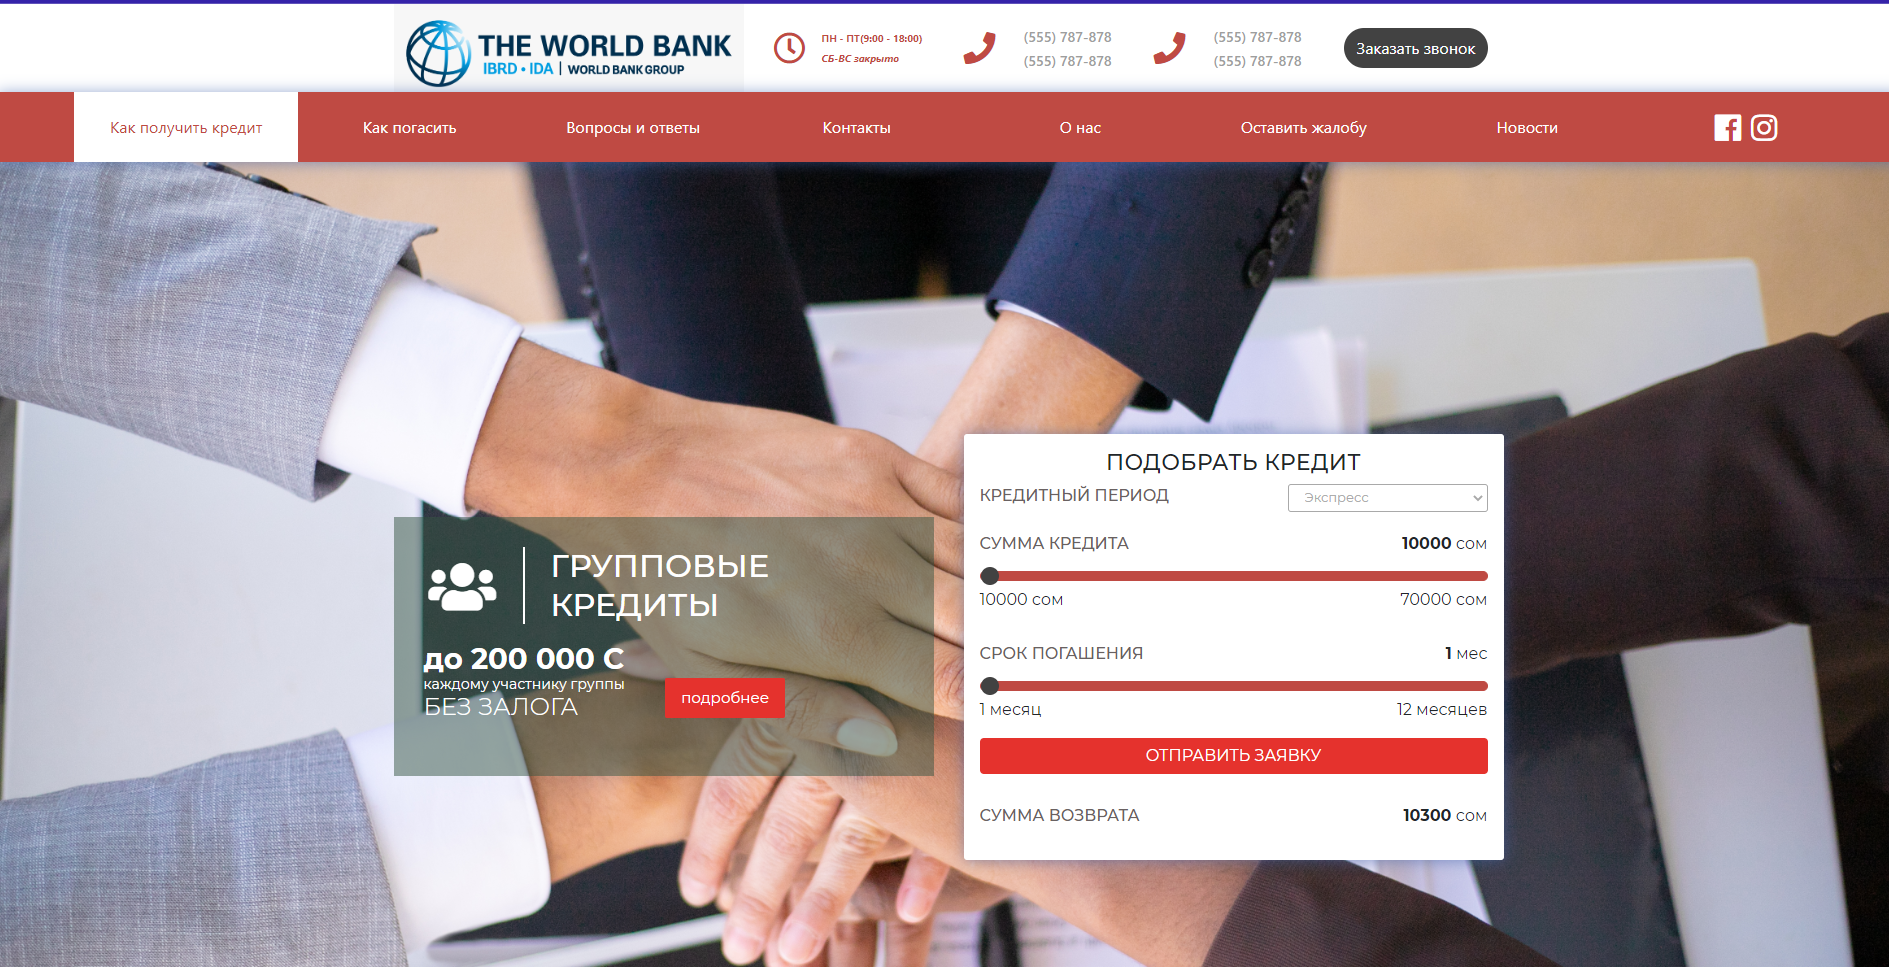 THE WORLD BANK
IBRD • IDA | WORLD BANK GROUP
ПН - ПТ(9:00 - 18:00)
СБ-ВС закрыто
(555) 787-878
(555) 787-878
(555) 787-878
(555) 787-878
Заказать звонок
Как получить кредит
Как погасить
Вопросы и ответы
Контакты
О нас
Оставить жалобу
Новости
ГРУППОВЫЕ
КРЕДИТЫ
до 200 000 С
каждому участнику группы
БЕЗ ЗАЛОГА
подробнее
ПОДОБРАТЬ КРЕДИТ
КРЕДИТНЫЙ ПЕРИОД
Экспресс
СУММА КРЕДИТА
10000 сом
10000 сом
70000 сом
СРОК ПОГАШЕНИЯ
1 мес
1 месяц
12 месяцев
ОТПРАВИТЬ ЗАЯВКУ
СУММА ВОЗВРАТА
10300 сом